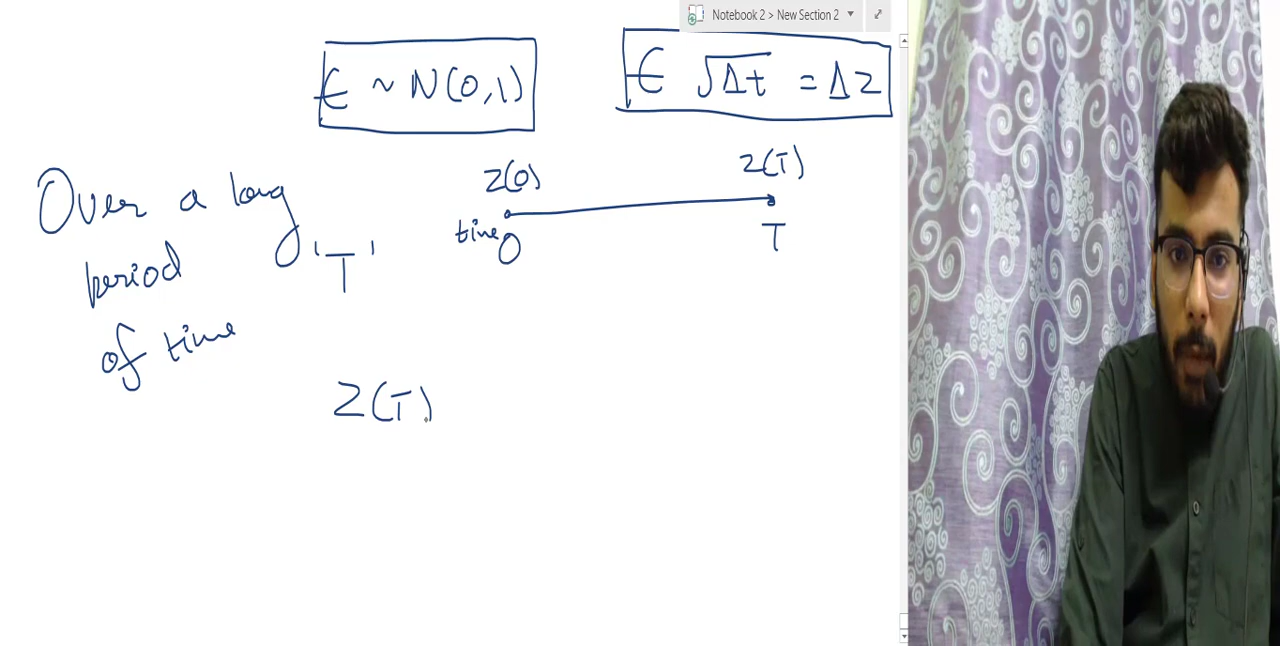 Notebook 2 > New Section 2
€ ~ N(0,1)
€ √Δt = Δz
Over a long
period 'T'
of time
z(0)
z(T)
time 0
T
z(T)